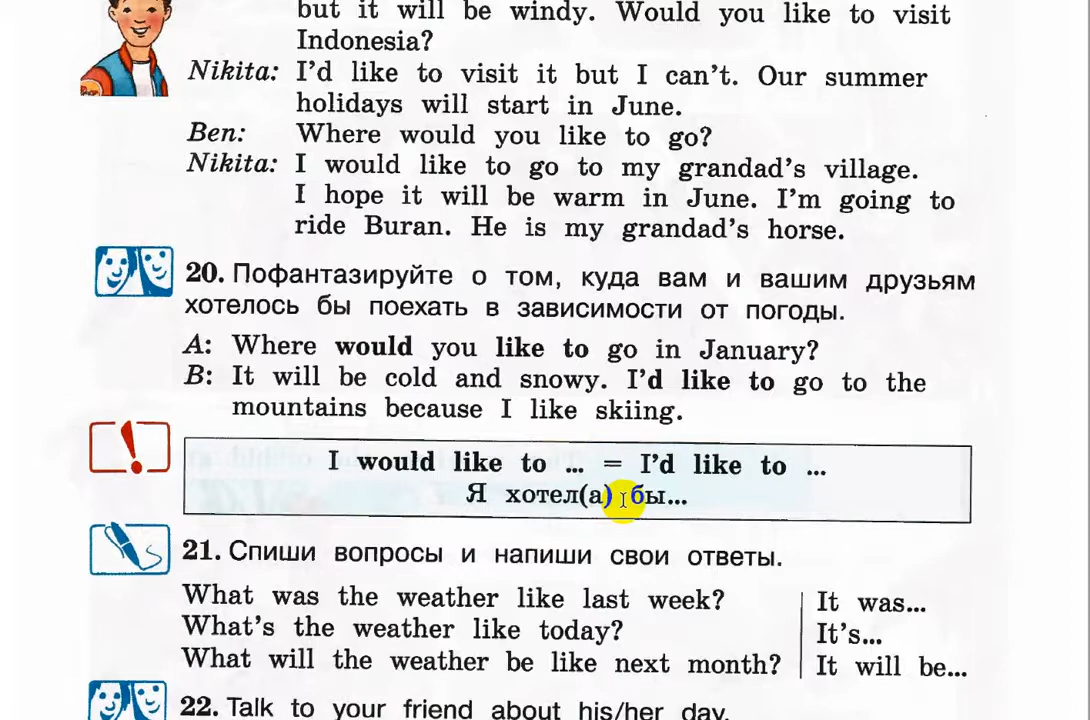 but it will be windy. Would you like to visit
Indonesia?
Nikita: I'd like to visit it but I can't. Our summer
holidays will start in June.
Ben: Where would you like to go?
Nikita: I would like to go to my grandad's village.
I hope it will be warm in June. I'm going to
ride Buran. He is my grandad's horse.
20. Пофантазируйте о том, куда вам и вашим друзьям
хотелось бы поехать в зависимости от погоды.
A: Where would you like to go in January?
B: It will be cold and snowy. I'd like to go to the
mountains because I like skiing.
!
I would like to ... = I'd like to ...
Я хотел(а) бы...
21. Спиши вопросы и напиши свои ответы.
What was the weather like last week? It was...
What's the weather like today? It's...
What will the weather be like next month? It will be...
22. Talk to your friend about his/her day.